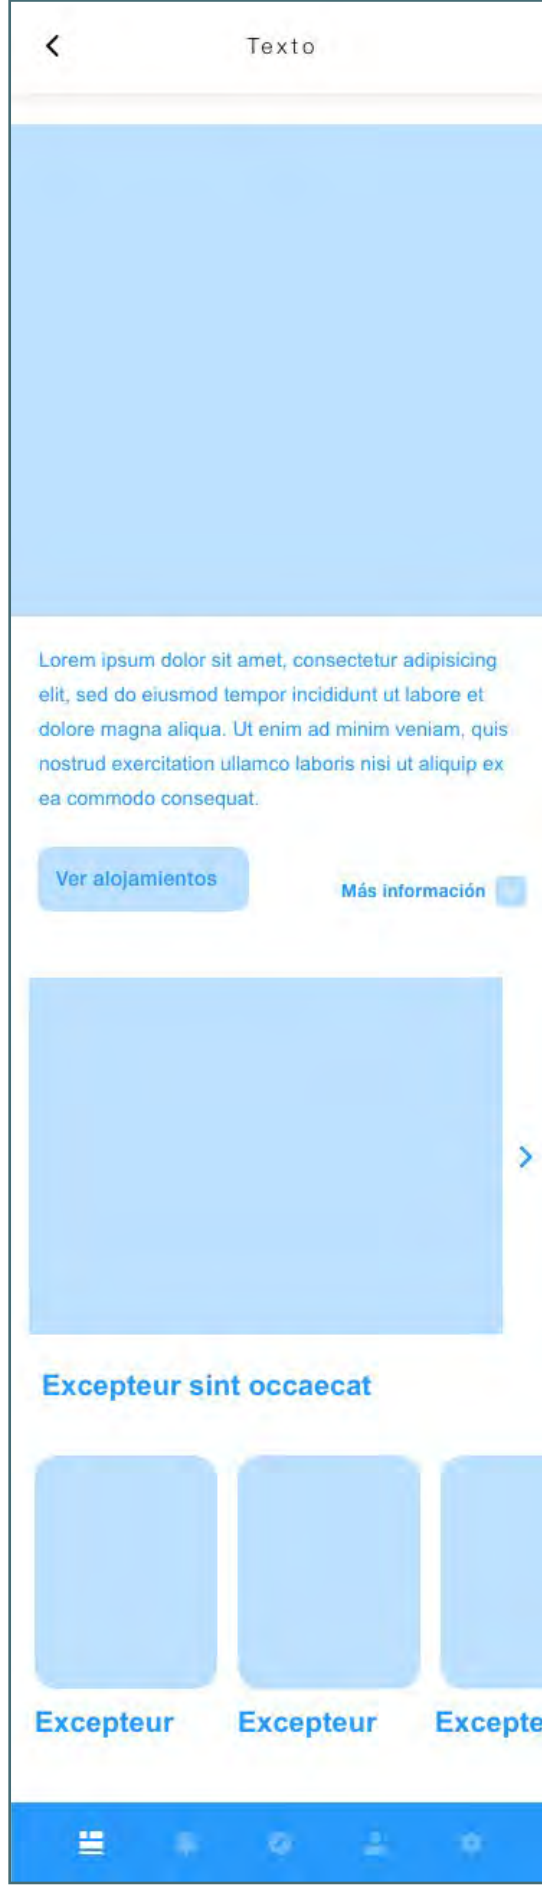 Texto
Lorem ipsum dolor sit amet, consectetur adipisicing
elit, sed do eiusmod tempor incididunt ut labore et
dolore magna aliqua. Ut enim ad minim veniam, quis
nostrud exercitation ullamco laboris nisi ut aliquip ex
ea commodo consequat.
Ver alojamientos
Más información
Excepteur sint occaecat
Excepteur Excepteur Excepte